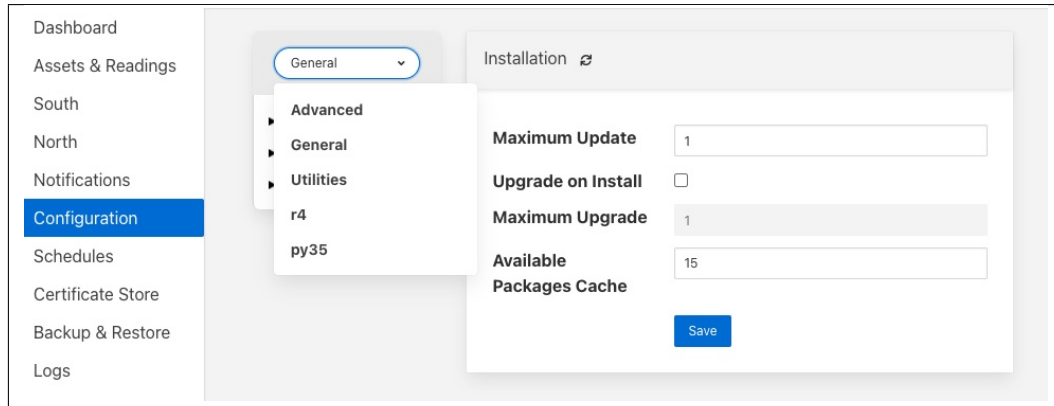 Dashboard
Assets & Readings
South
North
Notifications
Configuration
Schedules
Certificate Store
Backup & Restore
Logs
General
Advanced
General
Utilities
r4
py35
Installation
Maximum Update
1
Upgrade on Install
Maximum Upgrade
1
Available
Packages Cache
15
Save